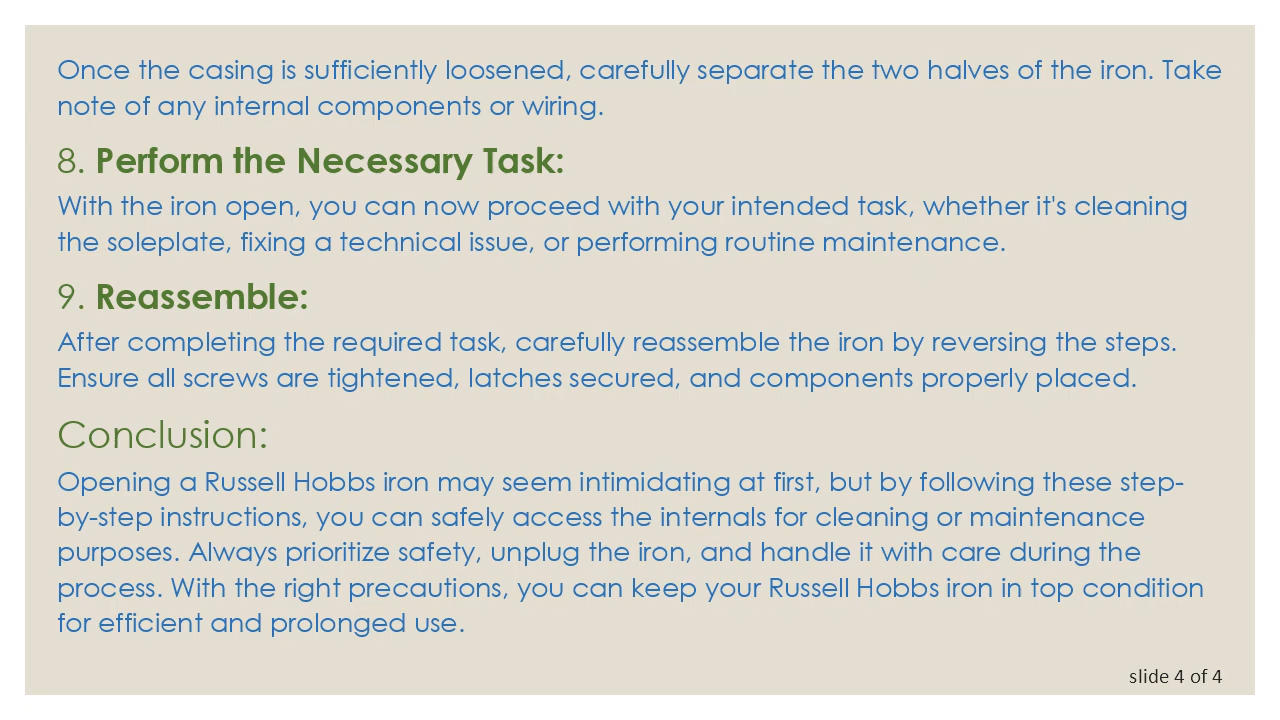 Once the casing is sufficiently loosened, carefully separate the two halves of the iron. Take
note of any internal components or wiring.
8. Perform the Necessary Task:
With the iron open, you can now proceed with your intended task, whether it's cleaning
the soleplate, fixing a technical issue, or performing routine maintenance.
9. Reassemble:
After completing the required task, carefully reassemble the iron by reversing the steps.
Ensure all screws are tightened, latches secured, and components properly placed.
Conclusion:
Opening a Russell Hobbs iron may seem intimidating at first, but by following these step-
by-step instructions, you can safely access the internals for cleaning or maintenance
purposes. Always prioritize safety, unplug the iron, and handle it with care during the
process. With the right precautions, you can keep your Russell Hobbs iron in top condition
for efficient and prolonged use.
slide 4 of 4